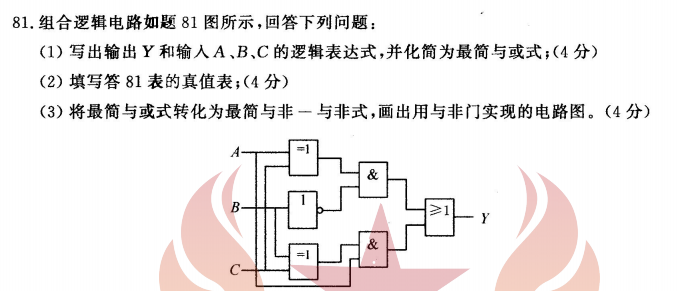 81. 组合逻辑电路如题 81 图所示,回答下列问题:
(1) 写出输出 Y 和输入 A、B、C 的逻辑表达式,并化简为最简与或式;(4 分)
(2) 填写答 81 表的真值表;(4 分)
(3) 将最简与或式转化为最简与非 — 与非式,画出用与非门实现的电路图。(4 分)
A
=1
&
B
1
≥1
Y
&
=1
C